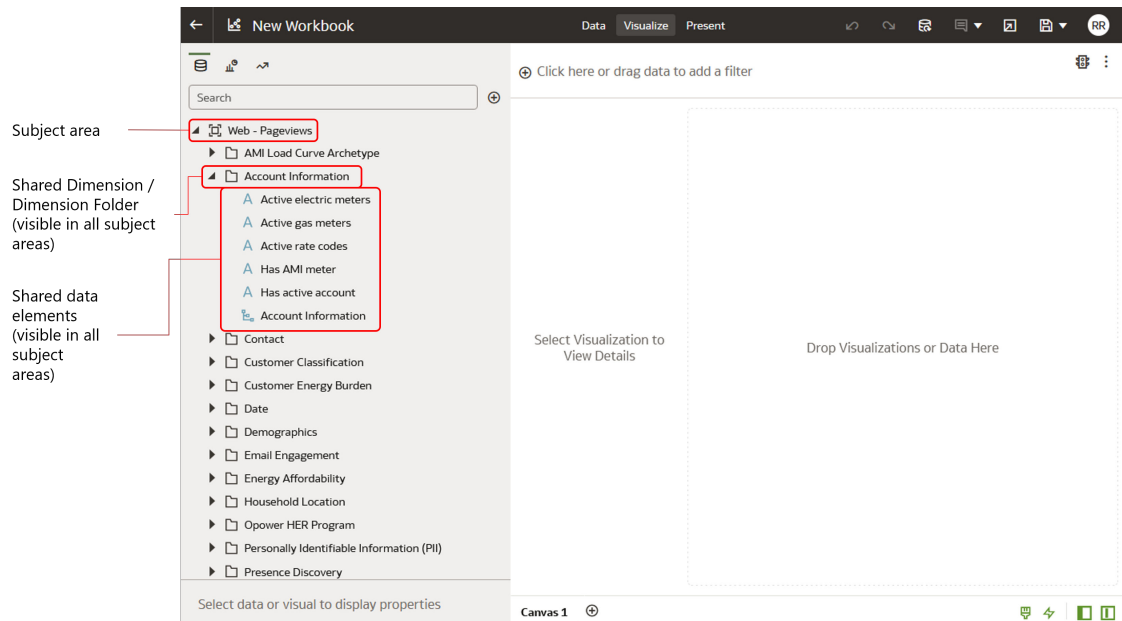 New Workbook
Data
Visualize
Present
RR
Click here or drag data to add a filter
Search
Subject area
Web - Pageviews
AMI Load Curve Archetype
Shared Dimension /
Dimension Folder
(visible in all subject
areas)
Account Information
A Active electric meters
A Active gas meters
A Active rate codes
A Has AMI meter
A Has active account
Account Information
Shared data
elements
(visible in all
subject
areas)
Contact
Customer Classification
Customer Energy Burden
Date
Demographics
Email Engagement
Energy Affordability
Household Location
Opower HER Program
Personally Identifiable Information (PII)
Presence Discovery
Select data or visual to display properties
Select Visualization to
View Details
Drop Visualizations or Data Here
Canvas 1